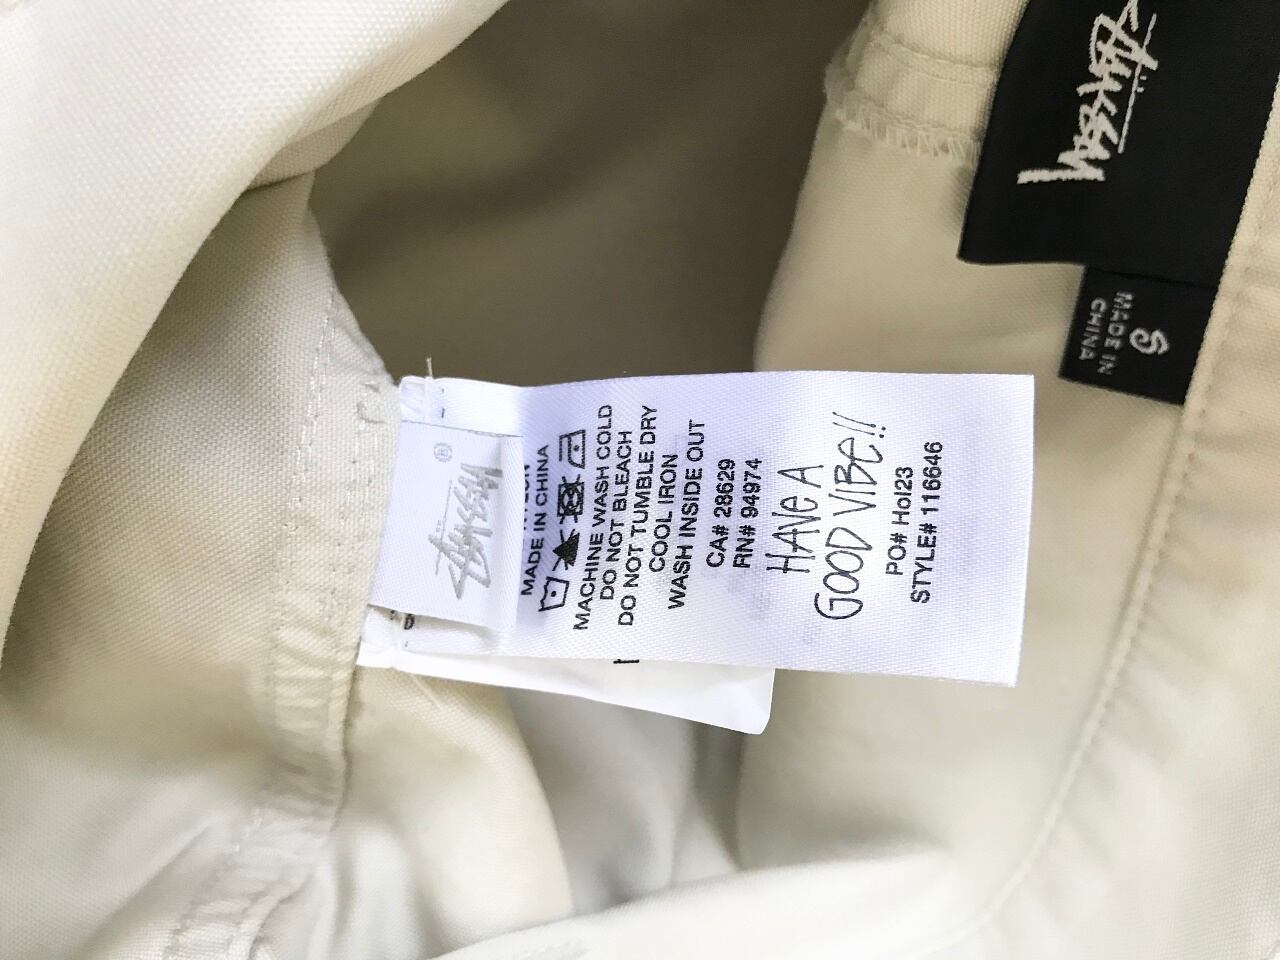 STÜSSY
S
MADE IN
CHINA
STÜSSY
®
MADE IN CHINA
MACHINE WASH COLD
DO NOT BLEACH
DO NOT TUMBLE DRY
COOL IRON
WASH INSIDE OUT
CA# 28629
RN# 94974
HAVE A
GOOD VIBE!!
PO# Hol23
STYLE# 116646